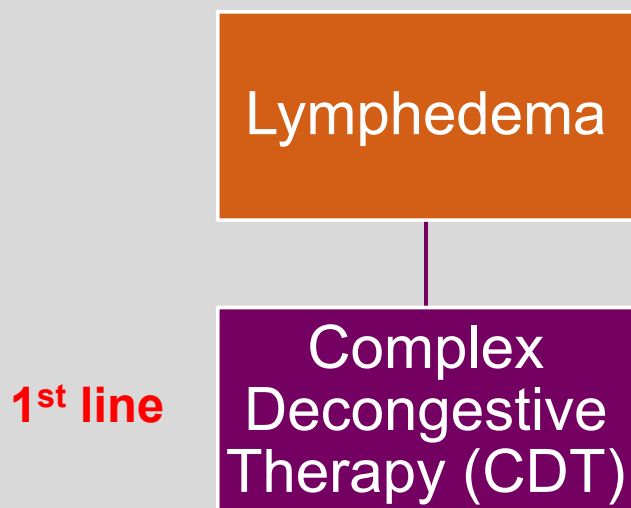 Lymphedema
1st line
Complex
Decongestive
Therapy (CDT)